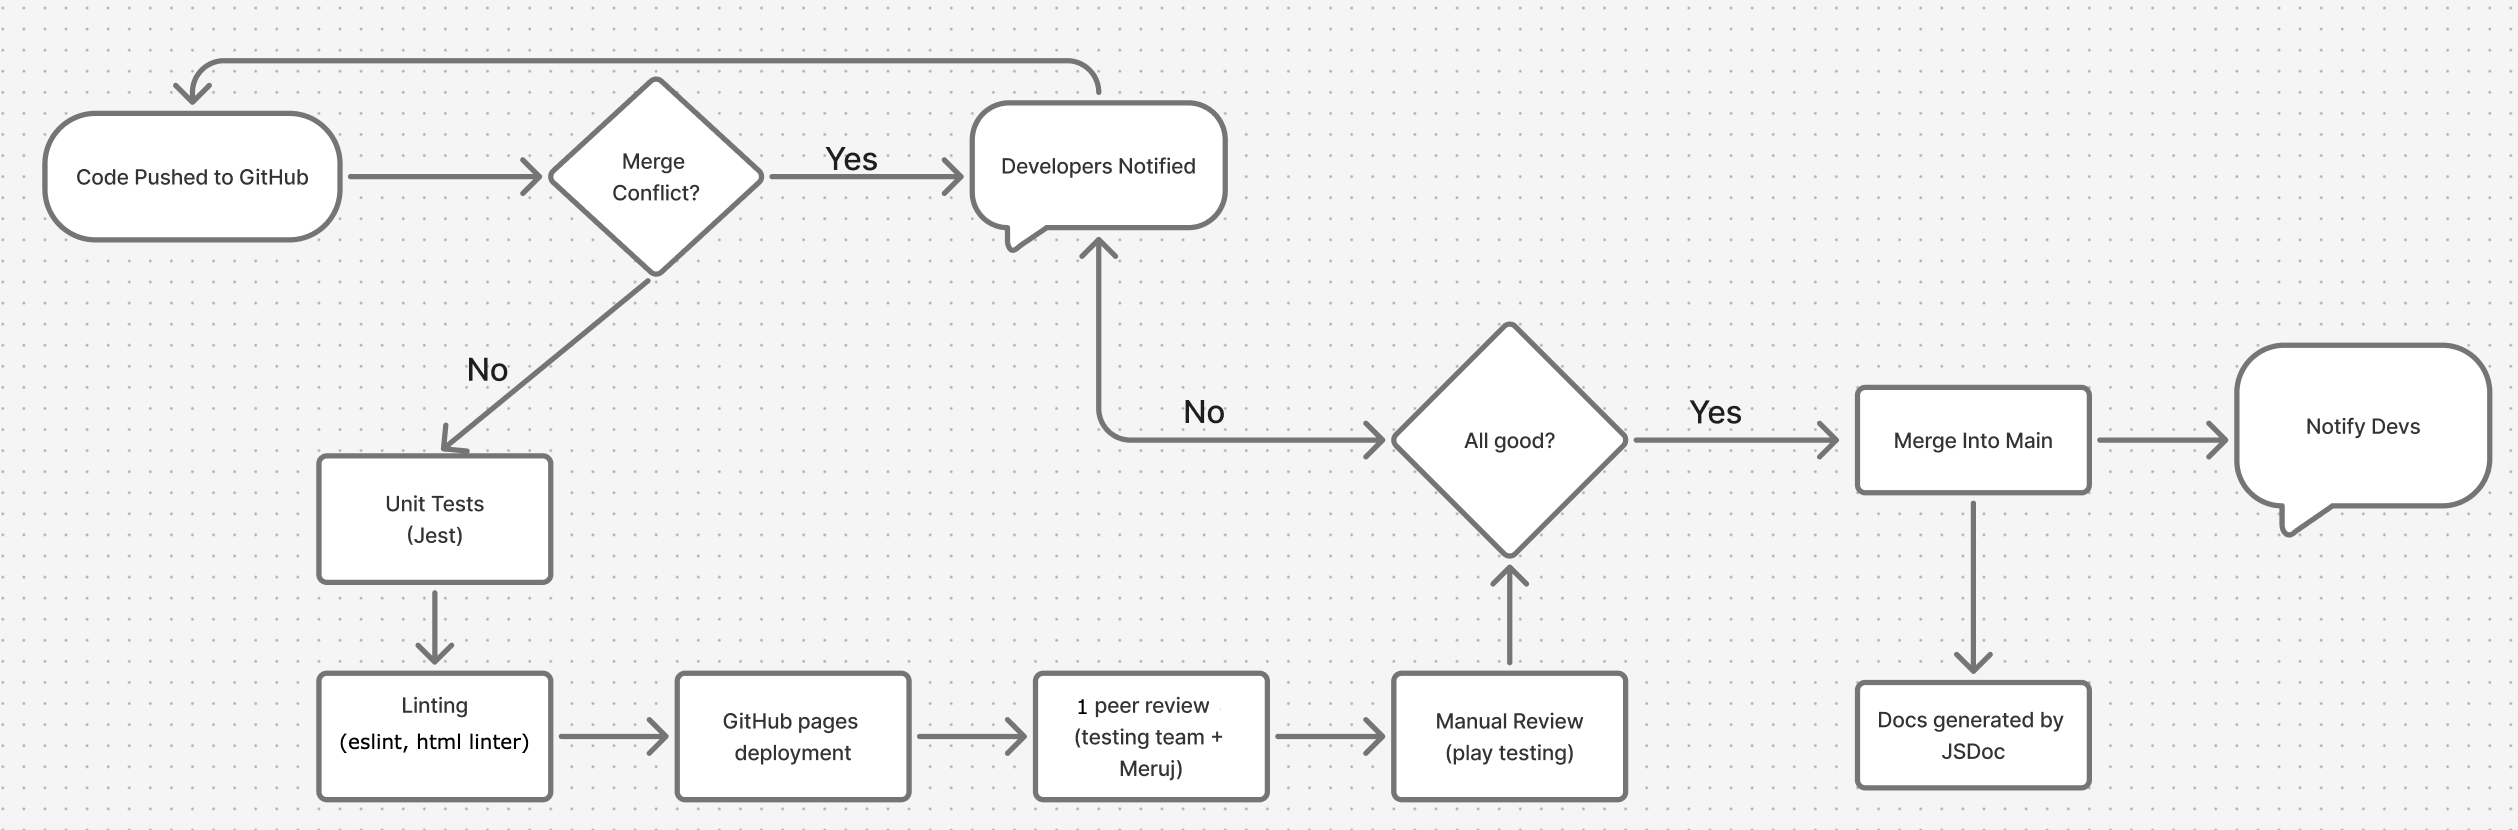 Code Pushed to GitHub
Merge
Conflict?
Yes
Developers Notified
No
Unit Tests
(Jest)
Linting
(eslint, html linter)
GitHub pages
deployment
1 peer review
(testing team +
Meruj)
Manual Review
(play testing)
No
All good?
Yes
Merge Into Main
Notify Devs
Docs generated by
JSDoc